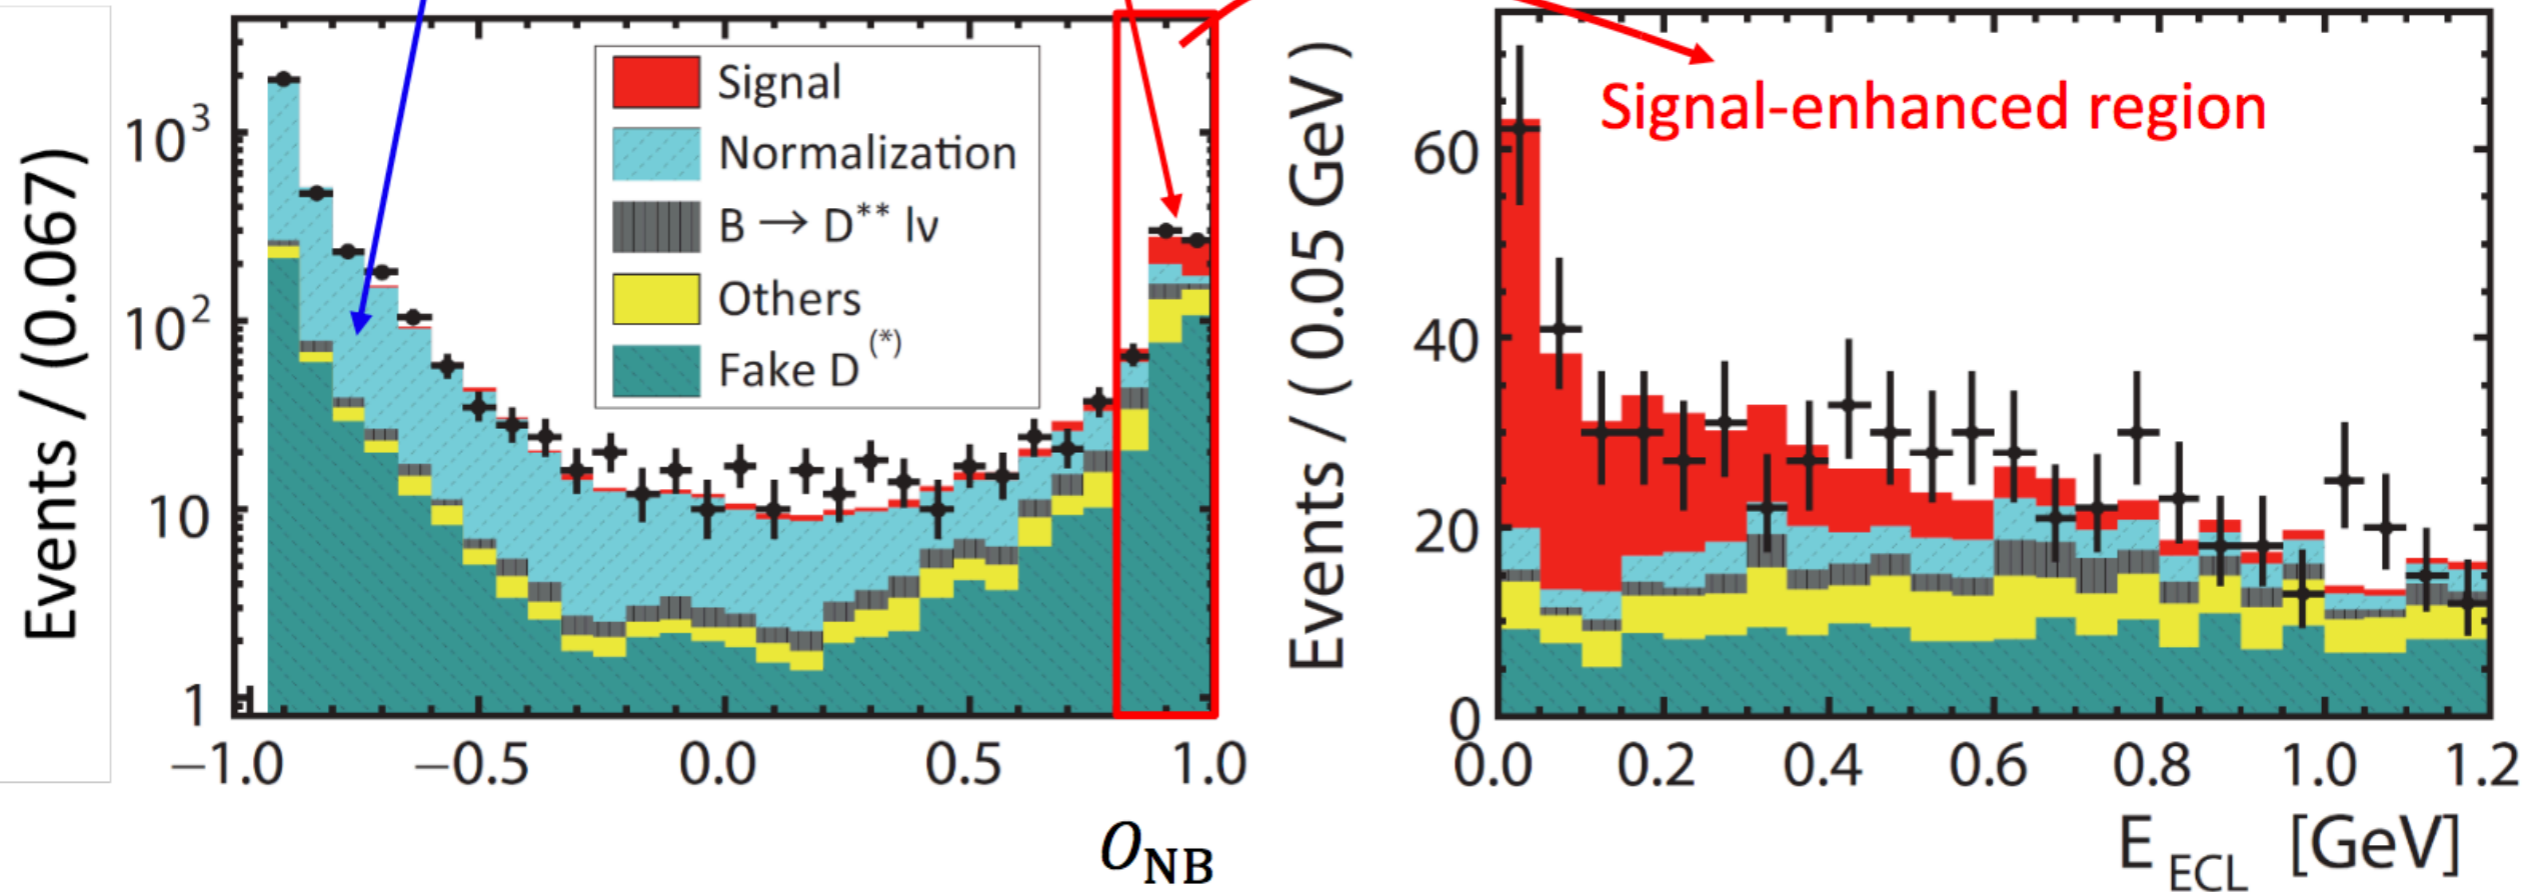 Events / (0.067)
10³
10²
10
1
−1.0 −0.5 0.0 0.5 1.0
O_NB
Signal
Normalization
B → D** lν
Others
Fake D(*)
Events / ( 0.05 GeV )
60
40
20
0
0.0 0.2 0.4 0.6 0.8 1.0 1.2
E_ECL [GeV]
Signal-enhanced region